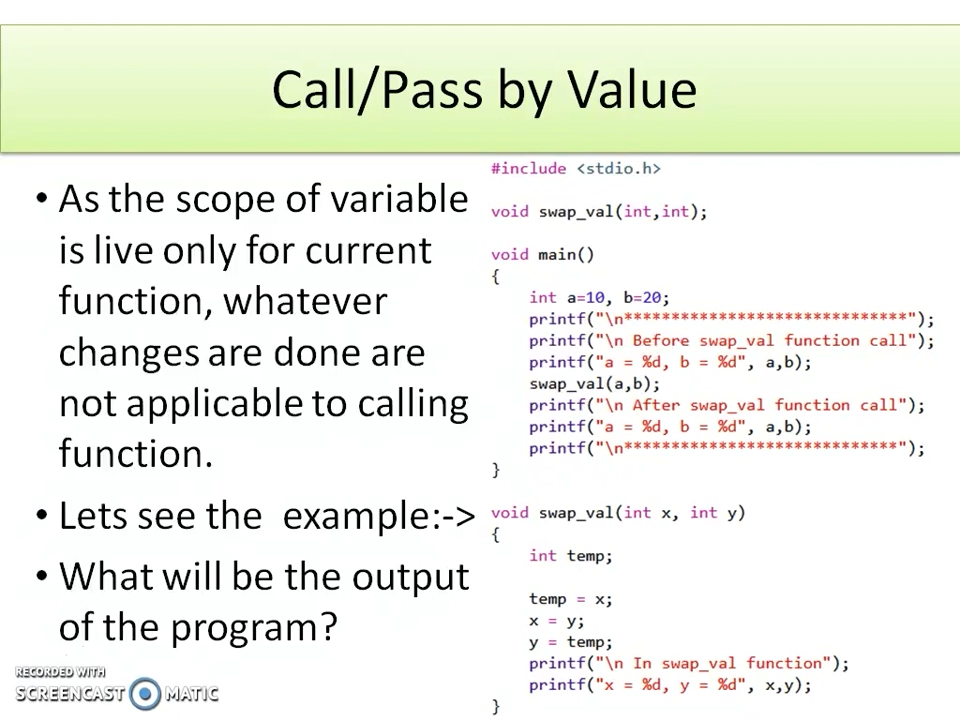 Call/Pass by Value
• As the scope of variable
is live only for current
function, whatever
changes are done are
not applicable to calling
function.
• Lets see the  example:->
• What will be the output
of the program?
#include <stdio.h>
void swap_val(int,int);
void main()
{
    int a=10, b=20;
    printf("\n******************************");
    printf("\n Before swap_val function call");
    printf("a = %d, b = %d", a,b);
    swap_val(a,b);
    printf("\n After swap_val function call");
    printf("a = %d, b = %d", a,b);
    printf("\n*****************************");
}
void swap_val(int x, int y)
{
    int temp;
    temp = x;
    x = y;
    y = temp;
    printf("\n In swap_val function");
    printf("x = %d, y = %d", x,y);
}
RECORDED WITH
SCREENCAST MATIC